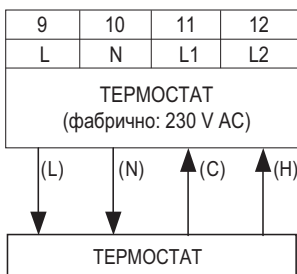 9 10 11 12
L N L1 L2
ТЕРМОСТАТ
(фабрично: 230 V AC)
(L) (N) (C) (H)
ТЕРМОСТАТ